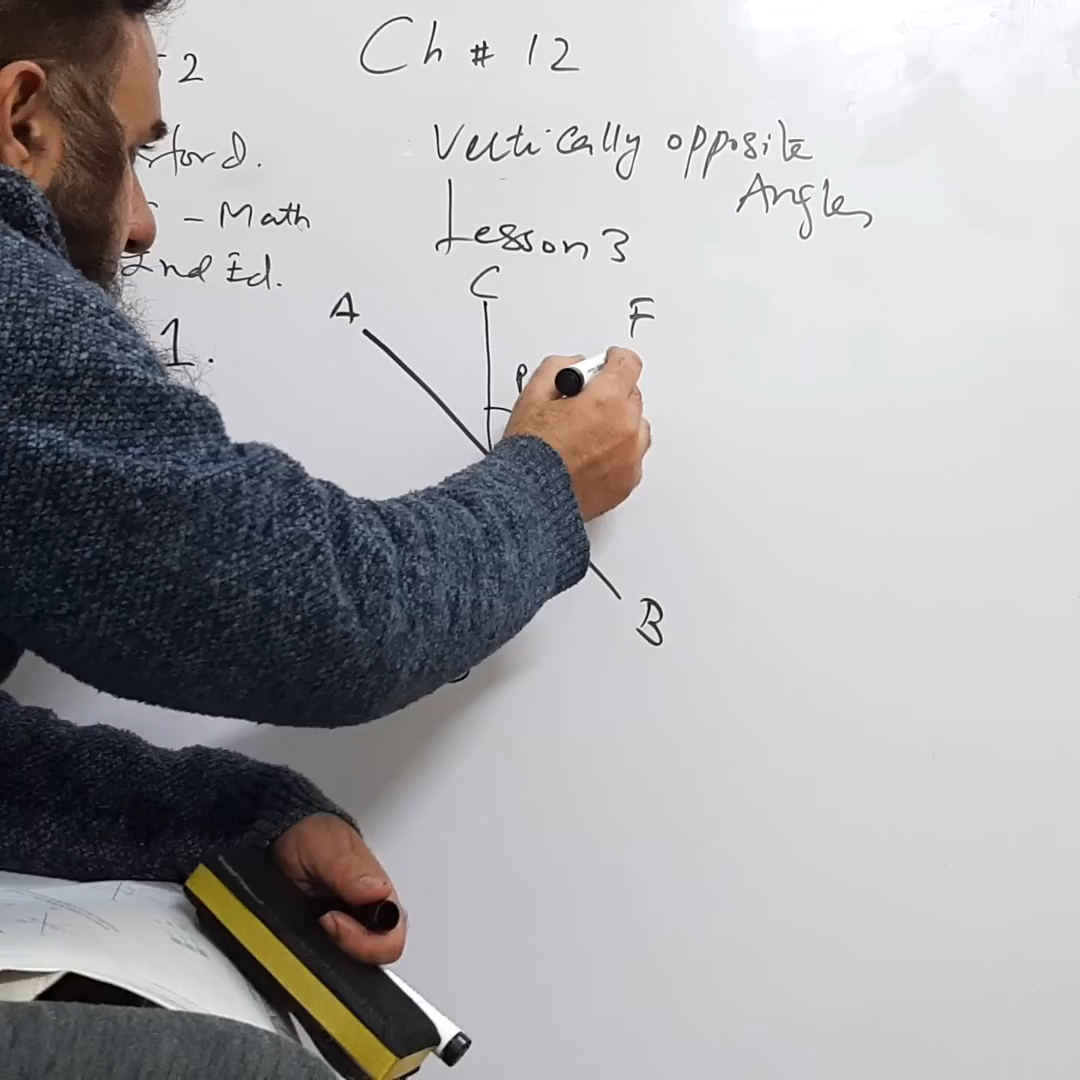 Ch # 12
2
Vertically opposite
Angles
ford.
- Math
Lesson 3
2nd Ed.
1.
C
A
F
P
B